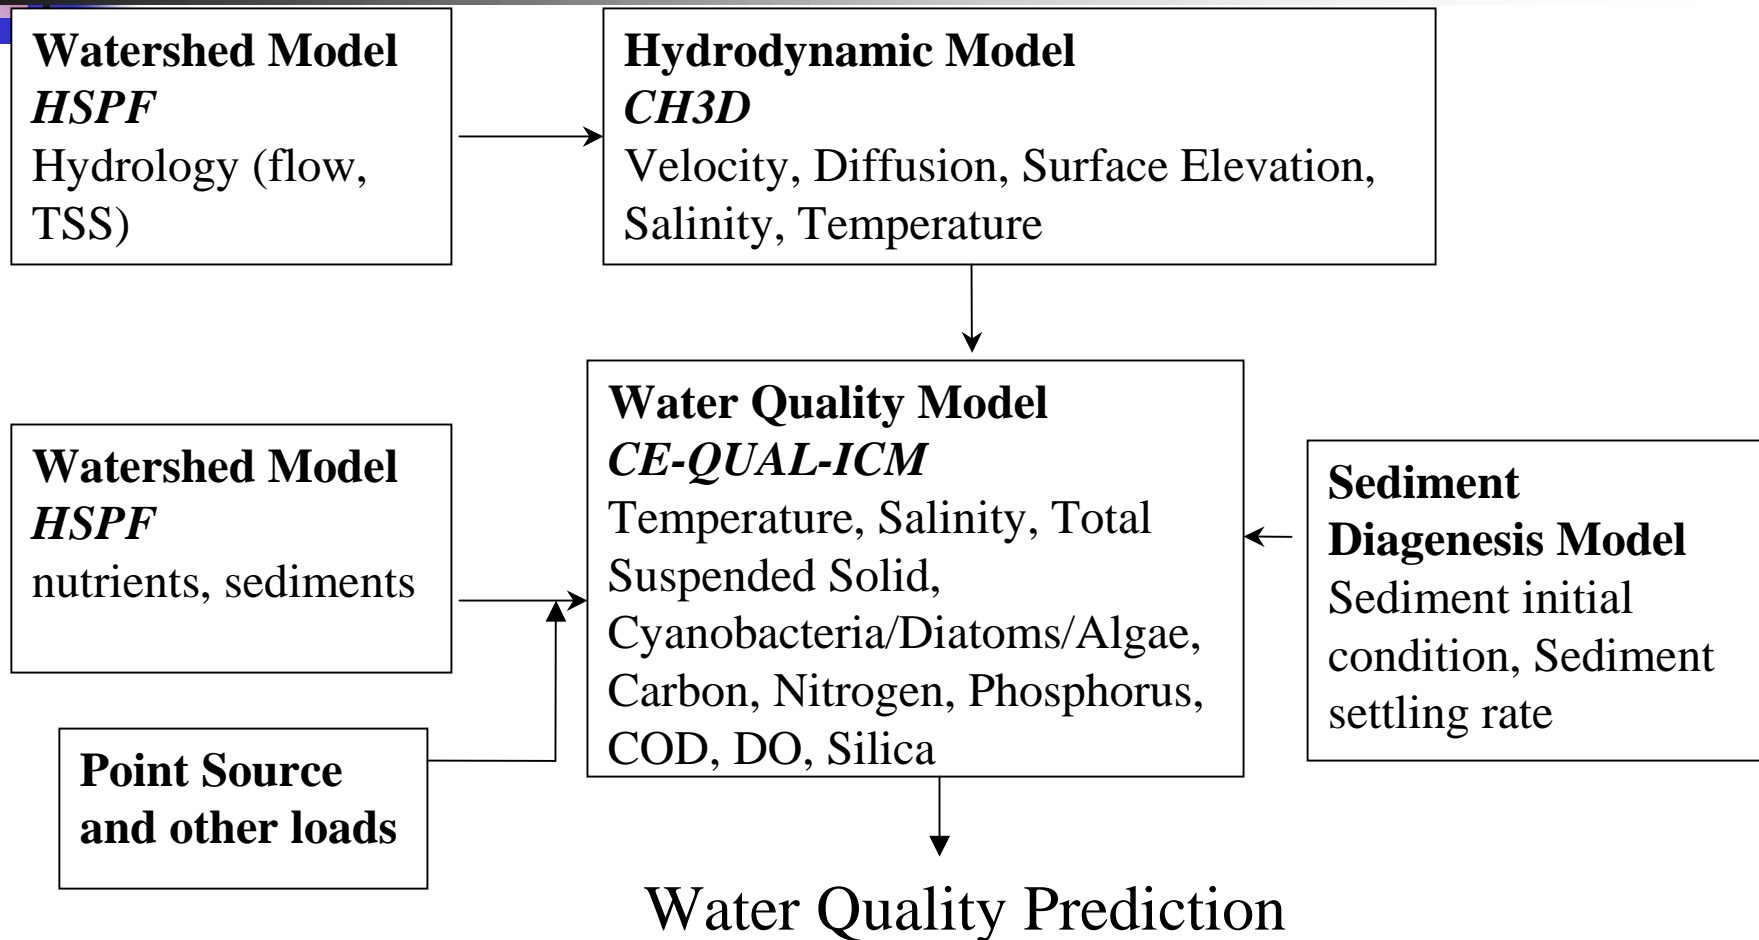 Watershed Model
HSPF
Hydrology (flow,
TSS)
Hydrodynamic Model
CH3D
Velocity, Diffusion, Surface Elevation,
Salinity, Temperature
Watershed Model
HSPF
nutrients, sediments
Point Source
and other loads
Water Quality Model
CE-QUAL-ICM
Temperature, Salinity, Total
Suspended Solid,
Cyanobacteria/Diatoms/Algae,
Carbon, Nitrogen, Phosphorus,
COD, DO, Silica
Sediment
Diagenesis Model
Sediment initial
condition, Sediment
settling rate
Water Quality Prediction